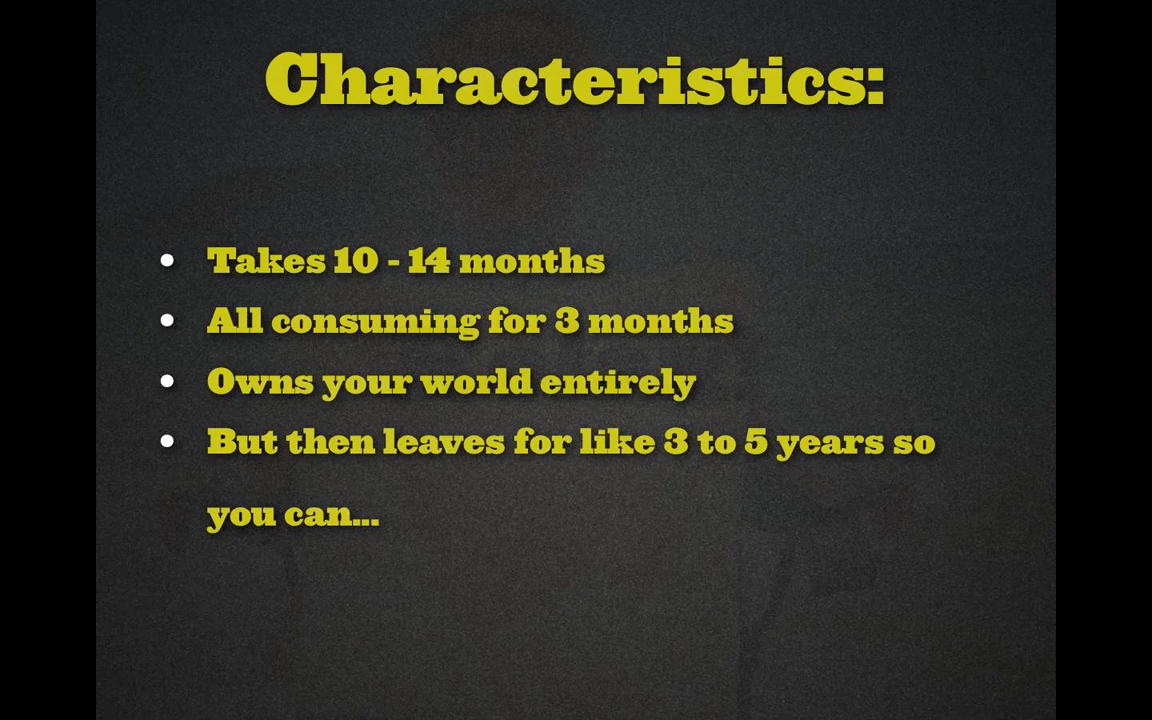 Characteristics:
• Takes 10 - 14 months
• All consuming for 3 months
• Owns your world entirely
• But then leaves for like 3 to 5 years so
you can...